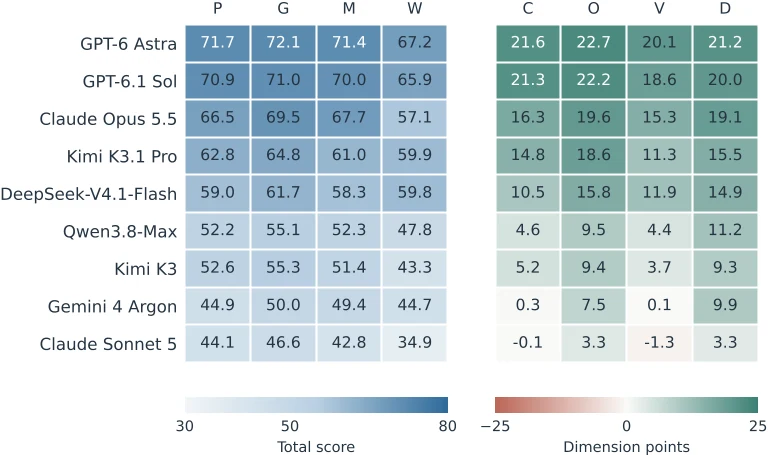 P G M W C O V D
GPT-6 Astra 71.7 72.1 71.4 67.2 21.6 22.7 20.1 21.2
GPT-6.1 Sol 70.9 71.0 70.0 65.9 21.3 22.2 18.6 20.0
Claude Opus 5.5 66.5 69.5 67.7 57.1 16.3 19.6 15.3 19.1
Kimi K3.1 Pro 62.8 64.8 61.0 59.9 14.8 18.6 11.3 15.5
DeepSeek-V4.1-Flash 59.0 61.7 58.3 59.8 10.5 15.8 11.9 14.9
Qwen3.8-Max 52.2 55.1 52.3 47.8 4.6 9.5 4.4 11.2
Kimi K3 52.6 55.3 51.4 43.3 5.2 9.4 3.7 9.3
Gemini 4 Argon 44.9 50.0 49.4 44.7 0.3 7.5 0.1 9.9
Claude Sonnet 5 44.1 46.6 42.8 34.9 -0.1 3.3 -1.3 3.3
30 50 80 −25 0 25
Total score Dimension points